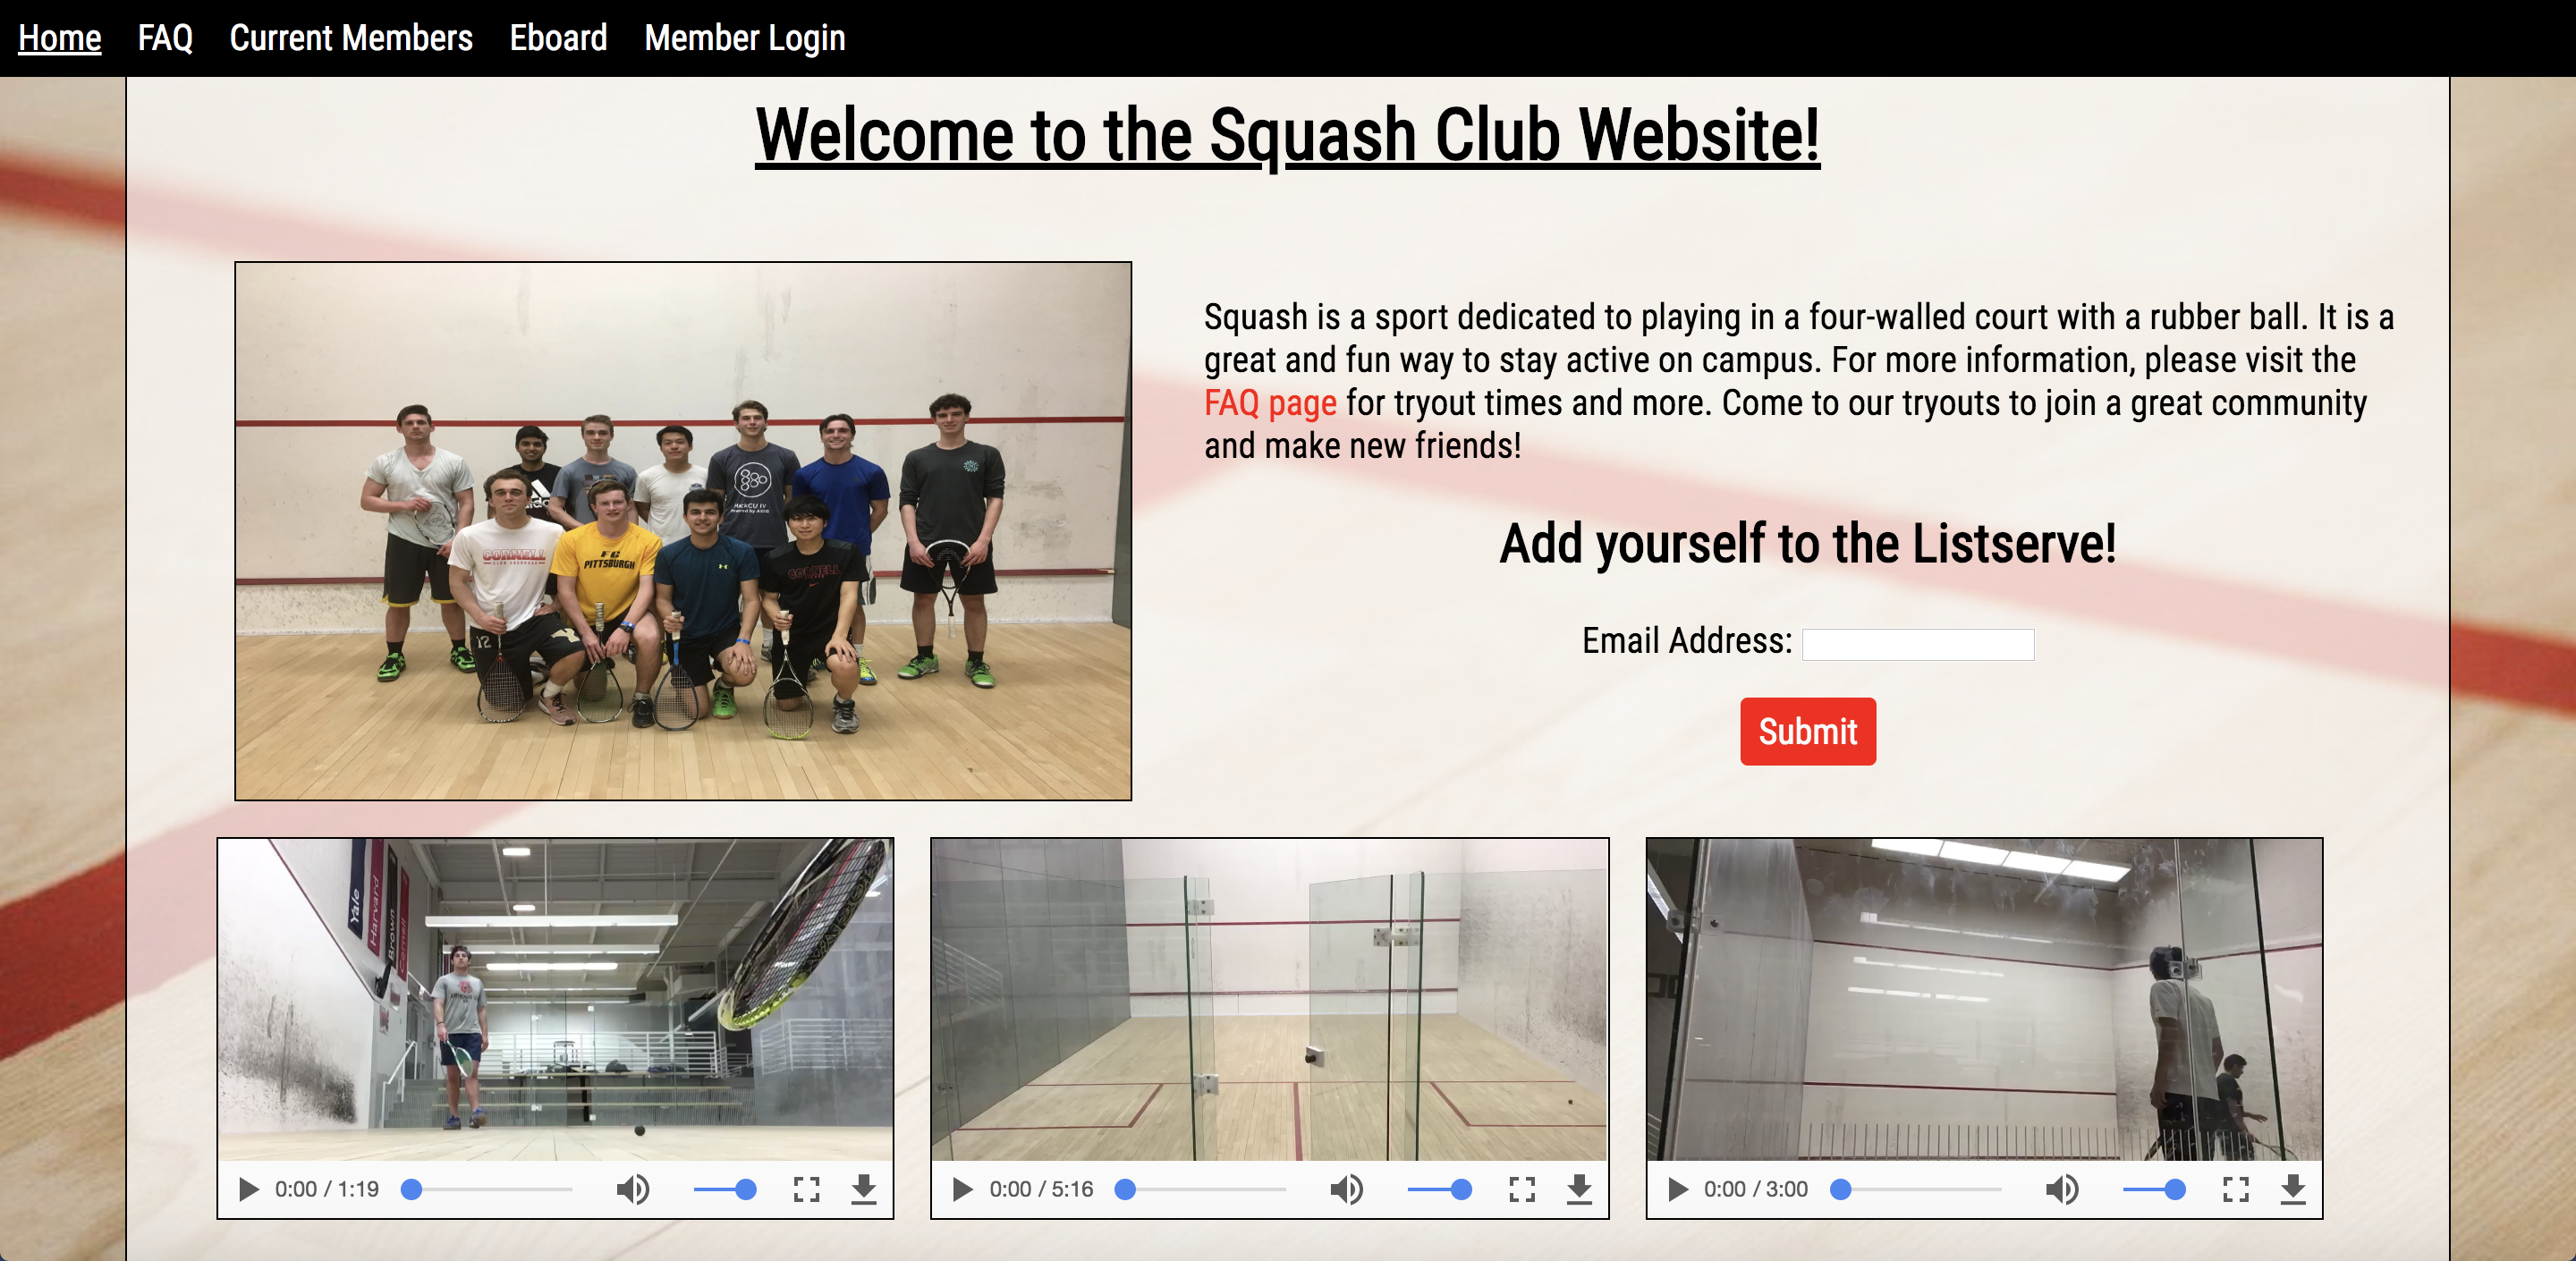 Home FAQ Current Members Eboard Member Login
Welcome to the Squash Club Website!
Squash is a sport dedicated to playing in a four-walled court with a rubber ball. It is a
great and fun way to stay active on campus. For more information, please visit the
FAQ page for tryout times and more. Come to our tryouts to join a great community
and make new friends!
Add yourself to the Listserve!
Email Address:
Submit
CORNELL
FC
PITTSBURGH
CORNELL
12
Yale
Harvard
Brown
Cornell
0:00 / 1:19
0:00 / 5:16
0:00 / 3:00